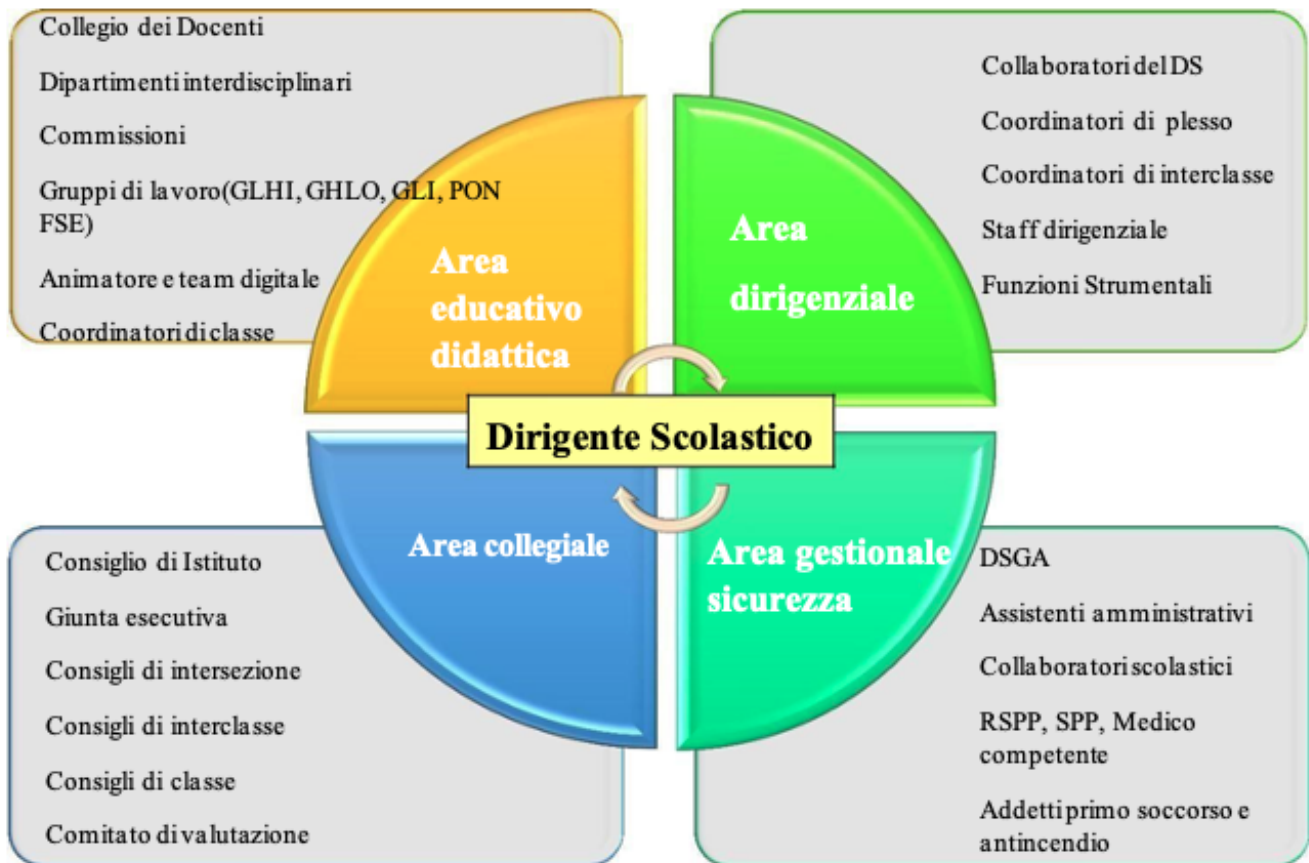 Collegio dei Docenti
Dipartimenti interdisciplinari
Commissioni
Gruppi di lavoro(GLHI, GHLO, GLI, PON
FSE)
Animatore e team digitale
Coordinatori di classe
Area
educativo
didattica
Collaboratori del DS
Coordinatori di plesso
Coordinatori di interclasse
Staff dirigenziale
Funzioni Strumentali
Area
dirigenziale
Dirigente Scolastico
Area collegiale
Consiglio di Istituto
Giunta esecutiva
Consigli di intersezione
Consigli di interclasse
Consigli di classe
Comitato di valutazione
Area gestionale
sicurezza
DSGA
Assistenti amministrativi
Collaboratori scolastici
RSPP, SPP, Medico
competente
Addetti primo soccorso e
antincendio